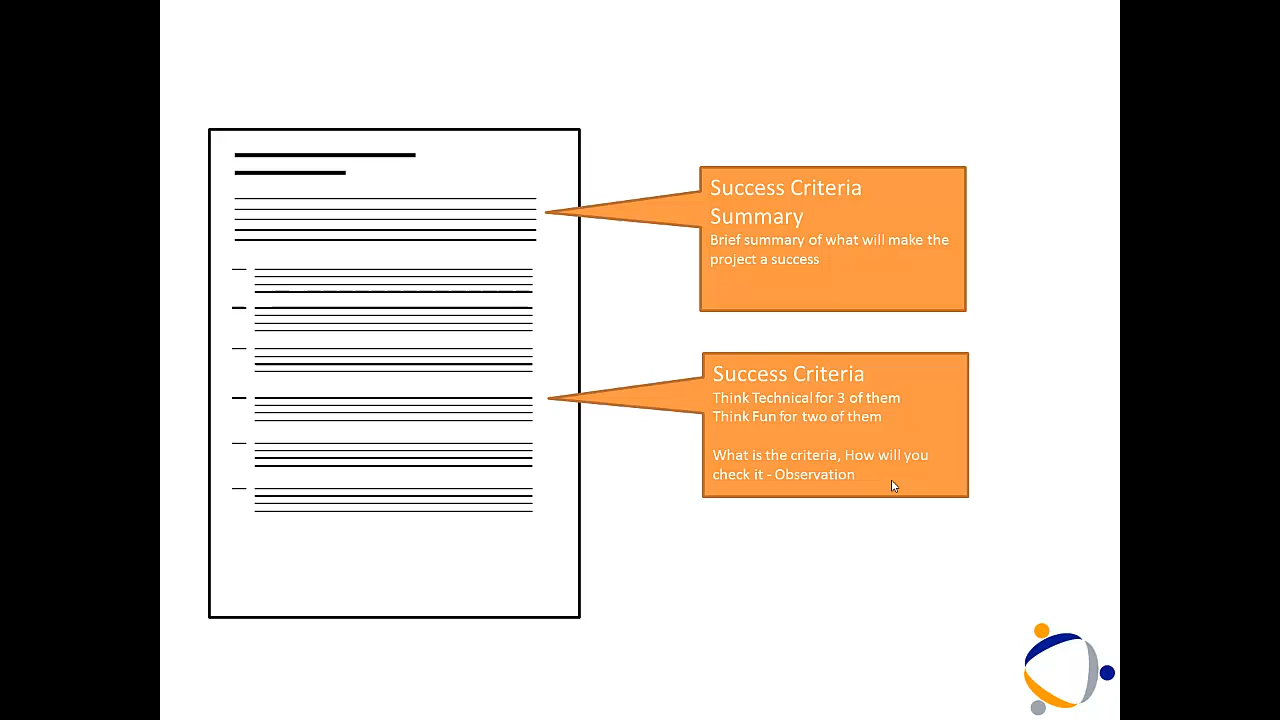 Success Criteria
Summary
Brief summary of what will make the
project a success
Success Criteria
Think Technical for 3 of them
Think Fun for two of them
What is the criteria, How will you
check it - Observation